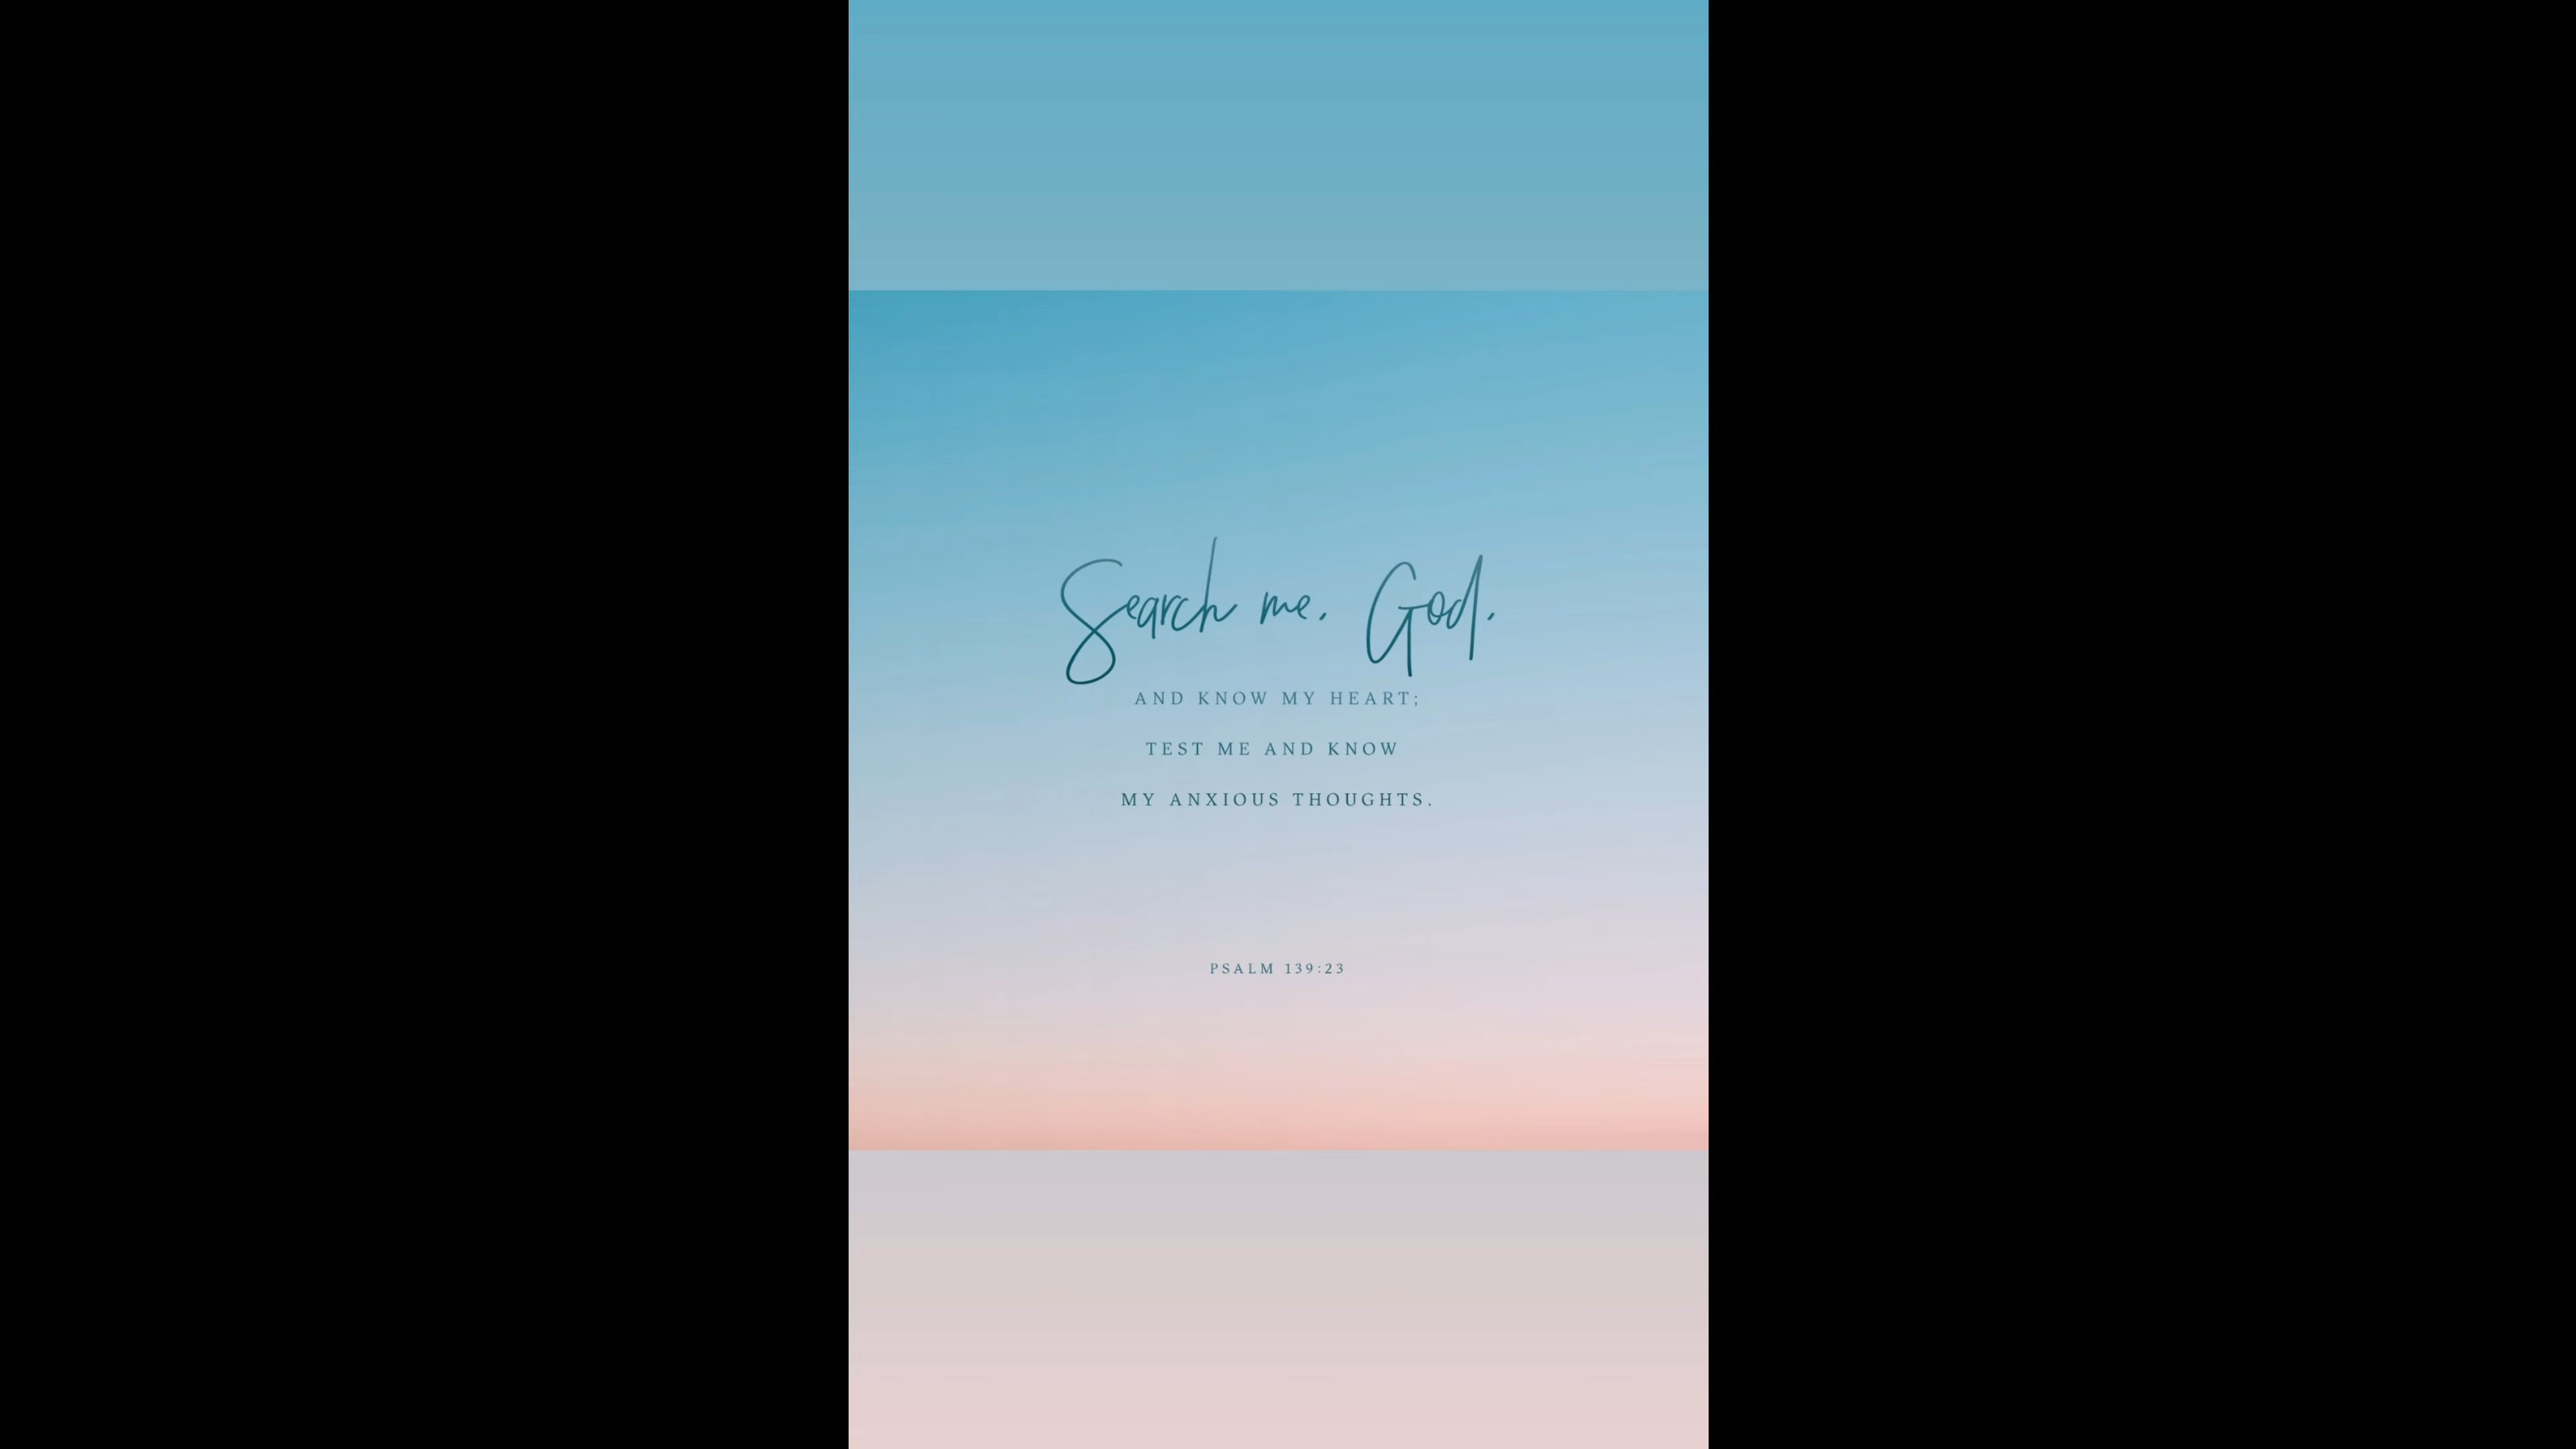 Search me, God,
AND KNOW MY HEART;
TEST ME AND KNOW
MY ANXIOUS THOUGHTS.
PSALM 139:23